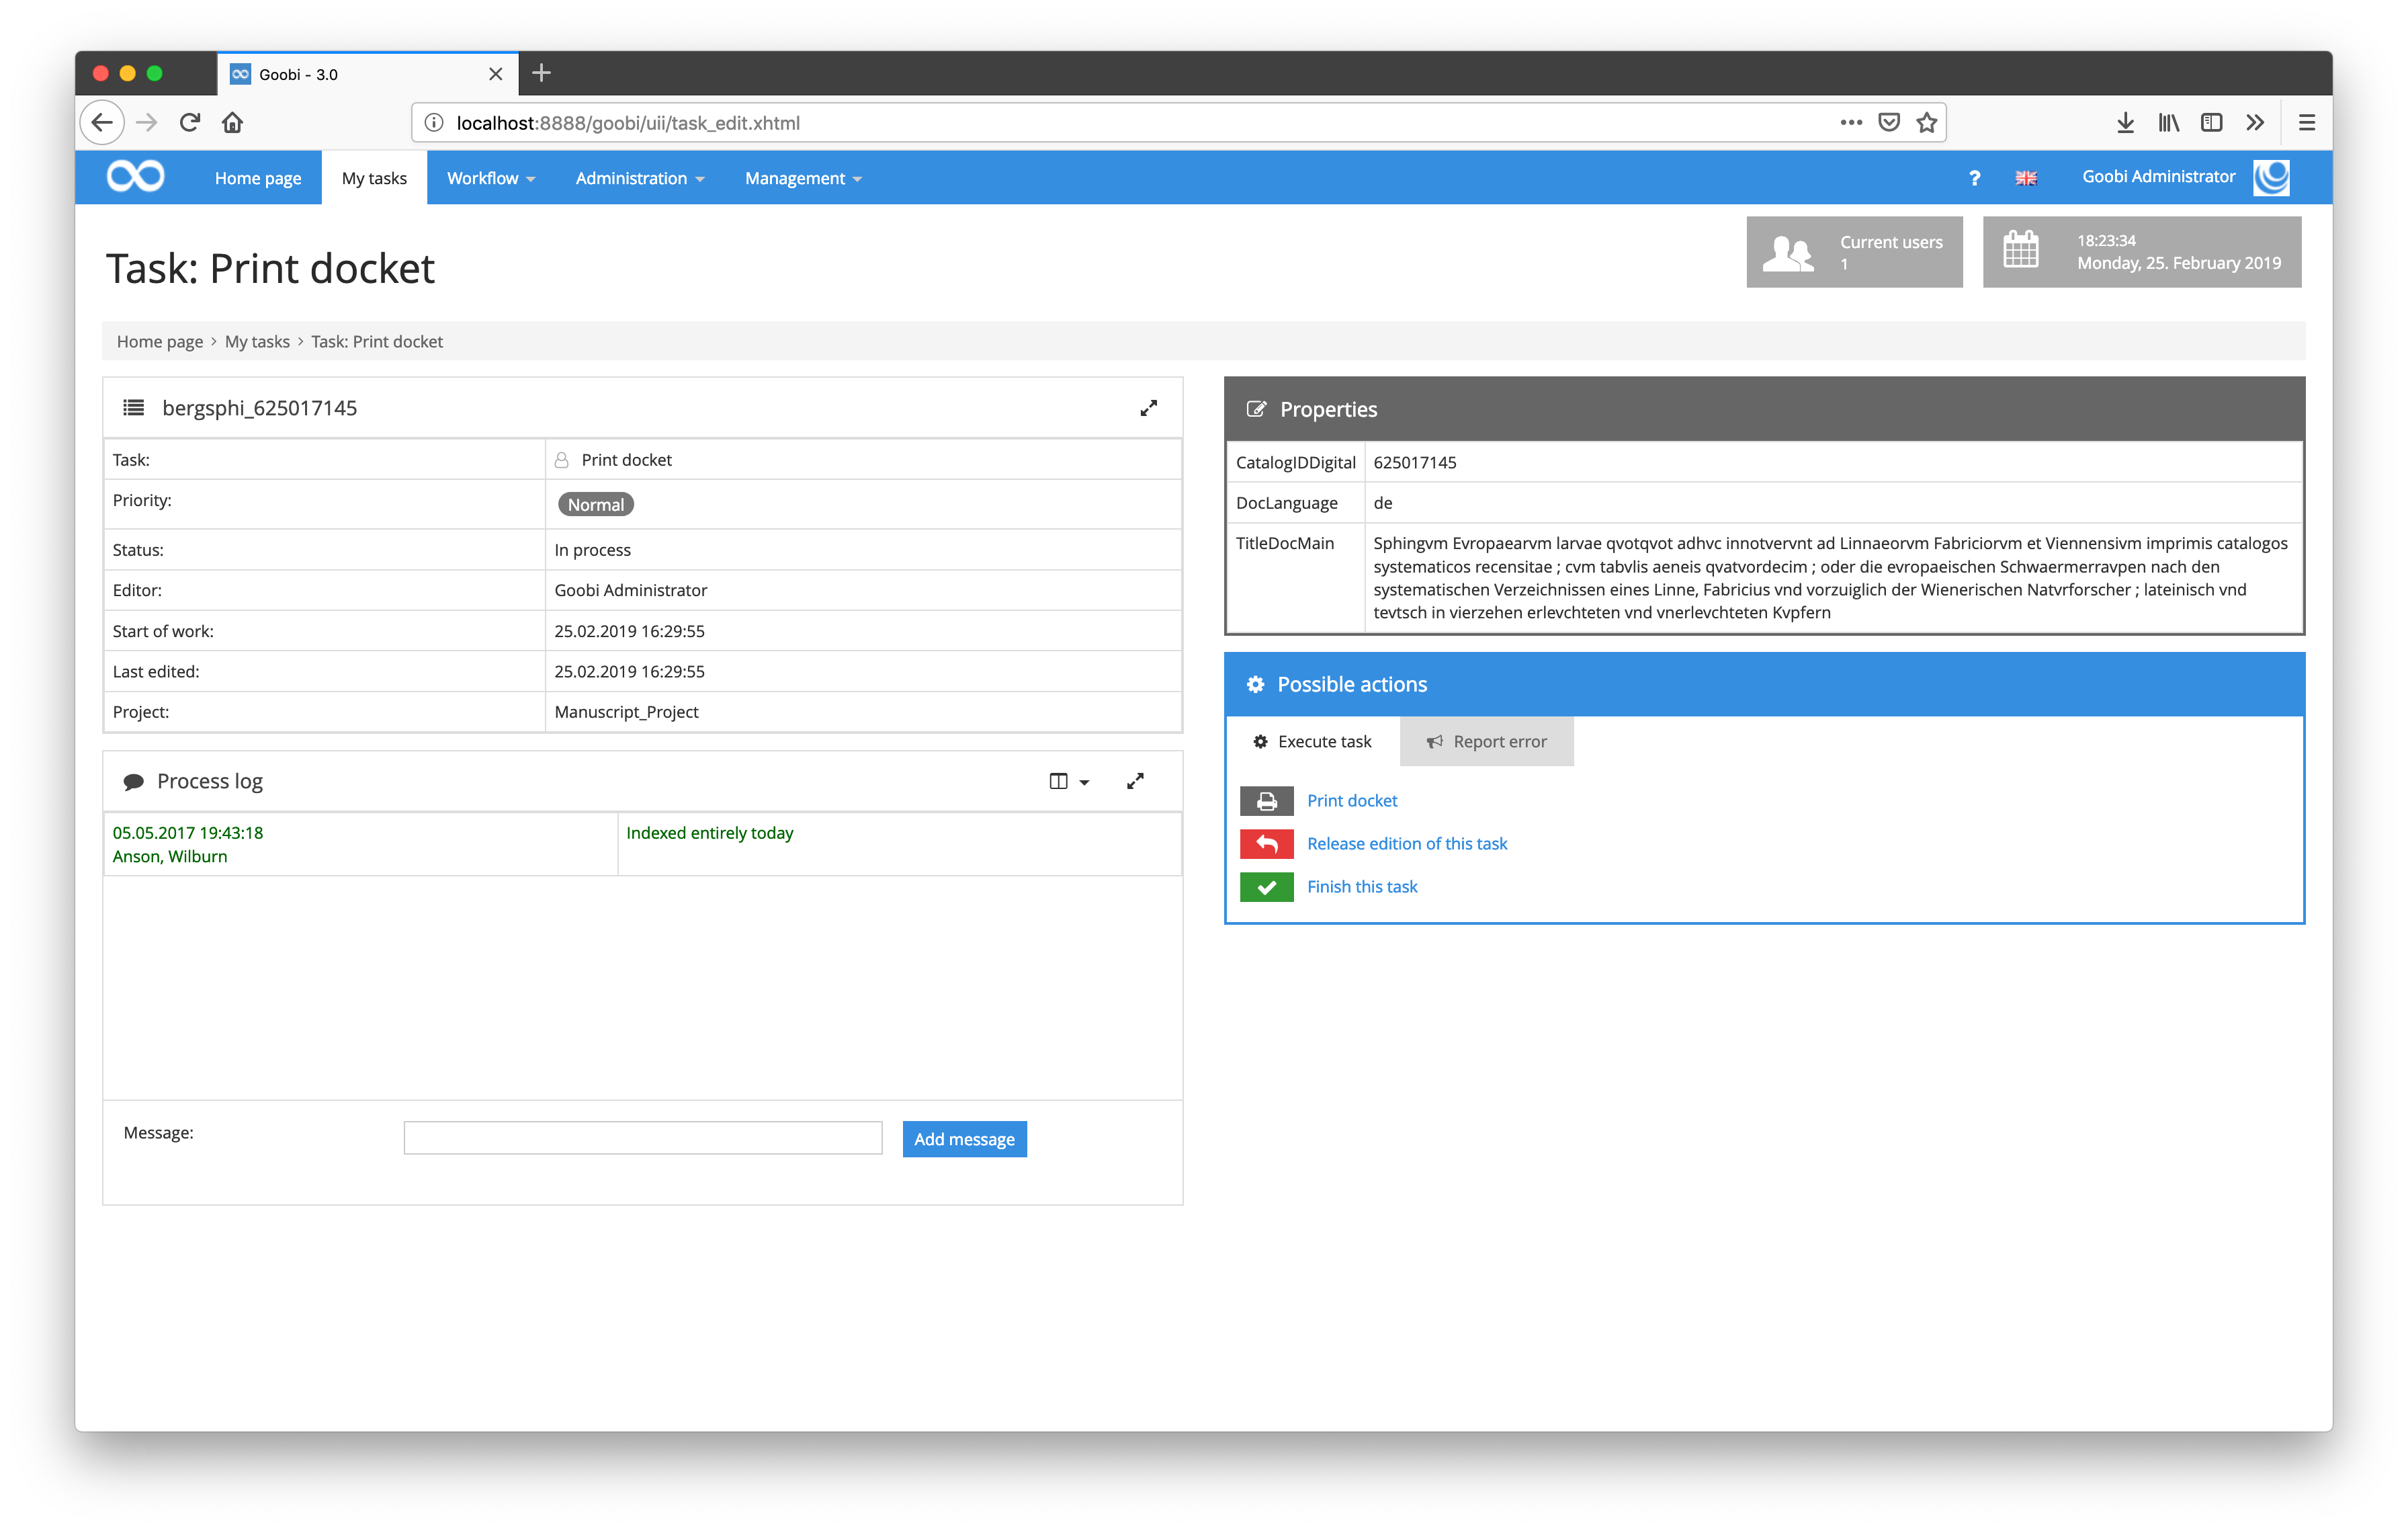 Goobi - 3.0
localhost:8888/goobi/uii/task_edit.xhtml
Home page My tasks Workflow Administration Management ? Goobi Administrator
Task: Print docket
Current users
1
18:23:34
Monday, 25. February 2019
Home page > My tasks > Task: Print docket
bergsphi_625017145
Task: Print docket
Priority: Normal
Status: In process
Editor: Goobi Administrator
Start of work: 25.02.2019 16:29:55
Last edited: 25.02.2019 16:29:55
Project: Manuscript_Project
Process log
05.05.2017 19:43:18 Indexed entirely today
Anson, Wilburn
Message: Add message
Properties
CatalogIDDigital 625017145
DocLanguage de
TitleDocMain Sphingvm Evropaearvm larvae qvotqvot adhvc innotvervnt ad Linnaeorvm Fabriciorvm et Viennensivm imprimis catalogos
systematicos recensitae ; cvm tabvlis aeneis qvatvordecim ; oder die evropaeischen Schwaermerravpen nach den
systematischen Verzeichnissen eines Linne, Fabricius vnd vorzuiglich der Wienerischen Natvrforscher ; lateinisch vnd
tevtsch in vierzehen erlevchteten vnd vnerlevchteten Kvpfern
Possible actions
Execute task Report error
Print docket
Release edition of this task
Finish this task